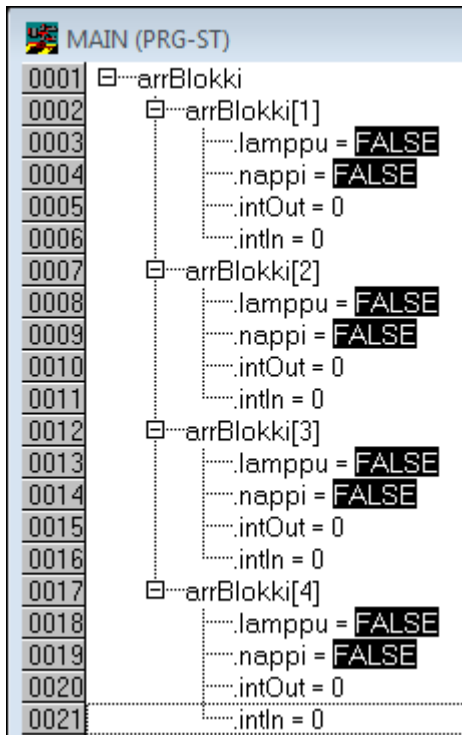 MAIN (PRG-ST)
0001 arrBlokki
0002 arrBlokki[1]
0003 .lamppu = FALSE
0004 .nappi = FALSE
0005 .intOut = 0
0006 .intIn = 0
0007 arrBlokki[2]
0008 .lamppu = FALSE
0009 .nappi = FALSE
0010 .intOut = 0
0011 .intIn = 0
0012 arrBlokki[3]
0013 .lamppu = FALSE
0014 .nappi = FALSE
0015 .intOut = 0
0016 .intIn = 0
0017 arrBlokki[4]
0018 .lamppu = FALSE
0019 .nappi = FALSE
0020 .intOut = 0
0021 .intIn = 0